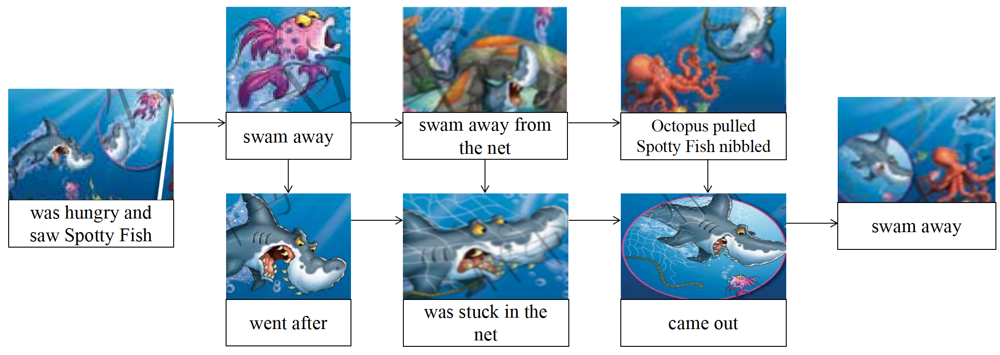 was hungry and
saw Spotty Fish
swam away
swam away from
the net
Octopus pulled
Spotty Fish nibbled
went after
was stuck in the
net
came out
swam away